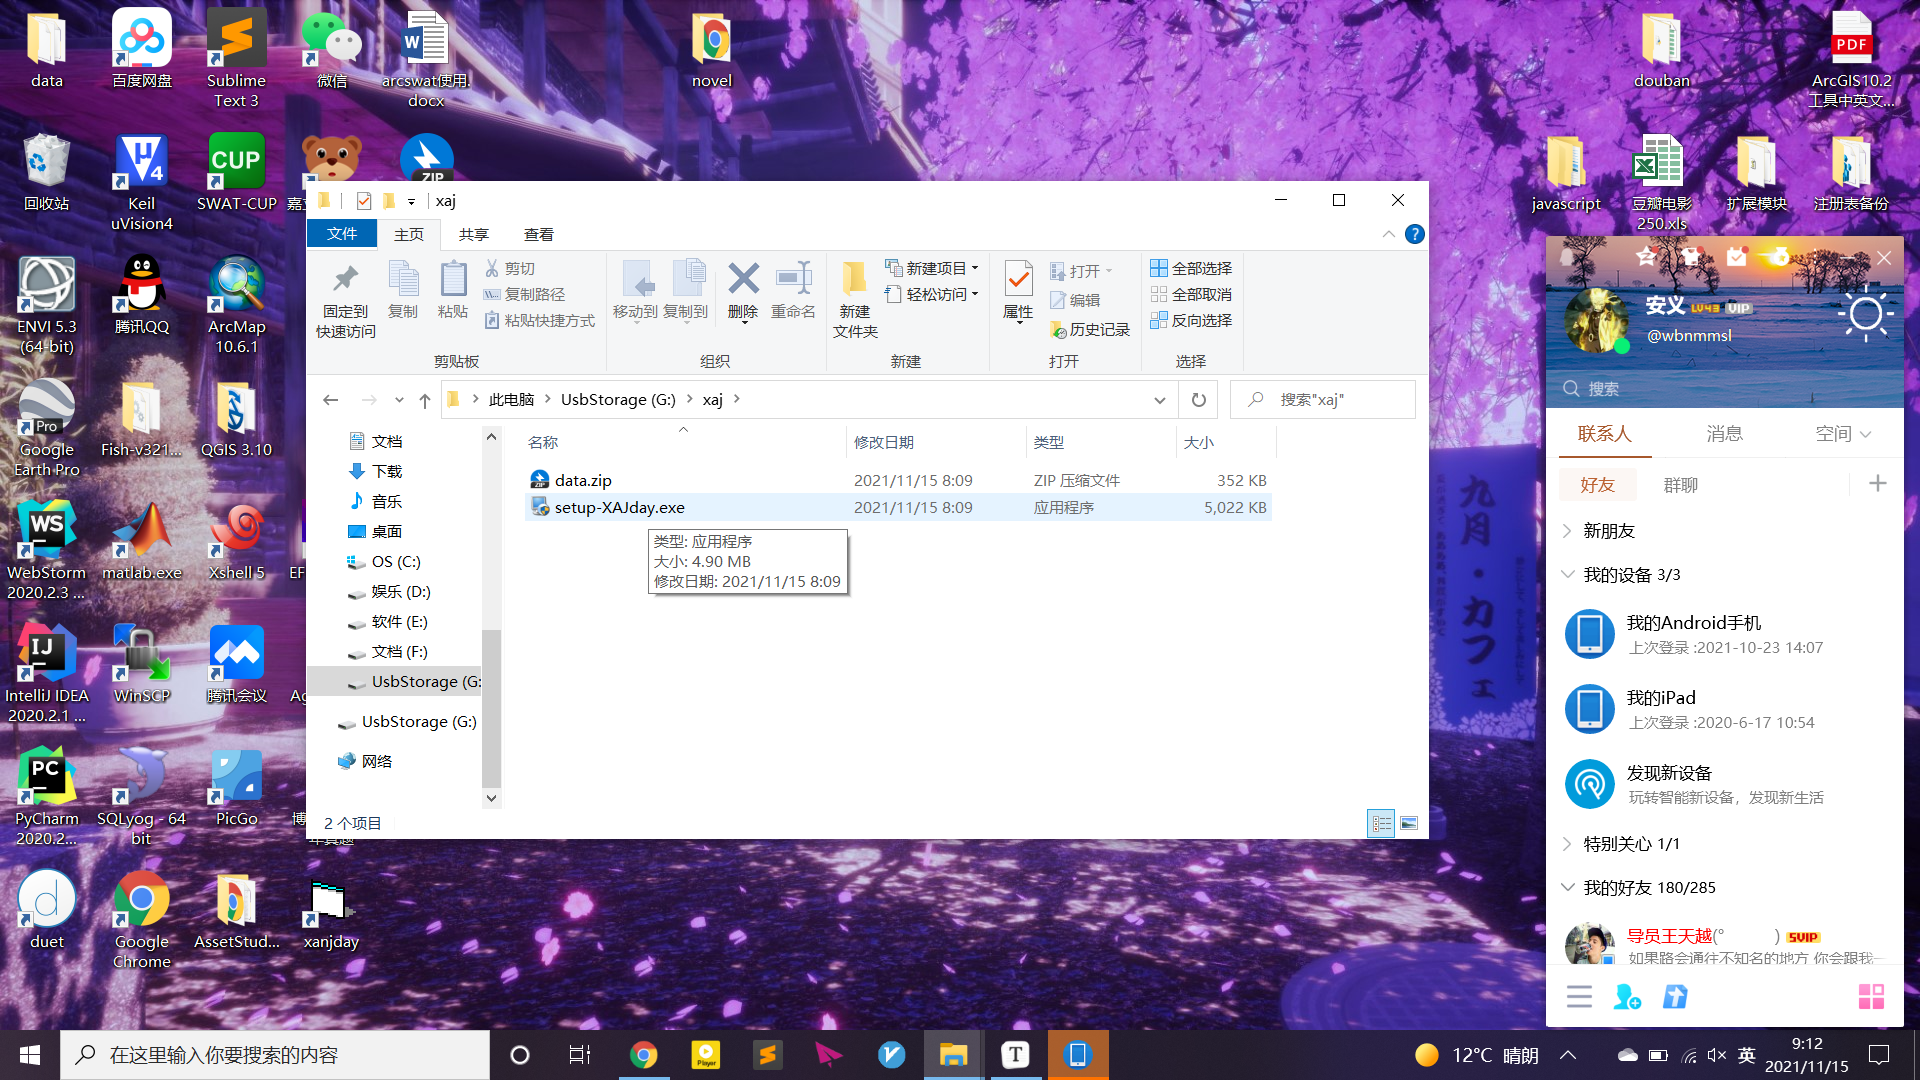 data
百度网盘
Sublime
Text 3
微信
arcswat使用.
docx
novel
douban
ArcGIS10.2
工具中英文...
回收站
Keil
uVision4
SWAT-CUP
javascript
豆瓣电影
250.xls
扩展模块
注册表备份
ENVI 5.3
(64-bit)
腾讯QQ
ArcMap
10.6.1
Google
Earth Pro
Fish-v321...
QGIS 3.10
WebStorm
2020.2.3 ...
matlab.exe
Xshell 5
IntelliJ IDEA
2020.2.1 ...
WinSCP
腾讯会议
PyCharm
2020.2...
SQLyog - 64
bit
PicGo
duet
Google
Chrome
AssetStud...
xanjday
xaj
文件
主页
共享
查看
固定到
快速访问
复制
粘贴
剪切
复制路径
粘贴快捷方式
剪贴板
移动到
复制到
删除
重命名
组织
新建
文件夹
新建项目
轻松访问
新建
属性
打开
编辑
历史记录
打开
全部选择
全部取消
反向选择
选择
此电脑
UsbStorage (G:)
xaj
搜索"xaj"
文档
下载
音乐
桌面
OS (C:)
娱乐 (D:)
软件 (E:)
文档 (F:)
UsbStorage (G:
UsbStorage (G:)
网络
名称
修改日期
类型
大小
data.zip
2021/11/15 8:09
ZIP 压缩文件
352 KB
setup-XAJday.exe
2021/11/15 8:09
应用程序
5,022 KB
类型: 应用程序
大小: 4.90 MB
修改日期: 2021/11/15 8:09
2 个项目
九月・カフェ
安义 LV43 VIP
@wbnmmsl
搜索
联系人
消息
空间
好友
群聊
新朋友
我的设备 3/3
我的Android手机
上次登录 :2021-10-23 14:07
我的iPad
上次登录 :2020-6-17 10:54
发现新设备
玩转智能新设备，发现新生活
特别关心 1/1
我的好友 180/285
导员王天越(° ) SVIP
如果路会通往不知名的地方 你会跟我一
在这里输入你要搜索的内容
12°C 晴朗
英
9:12
2021/11/15